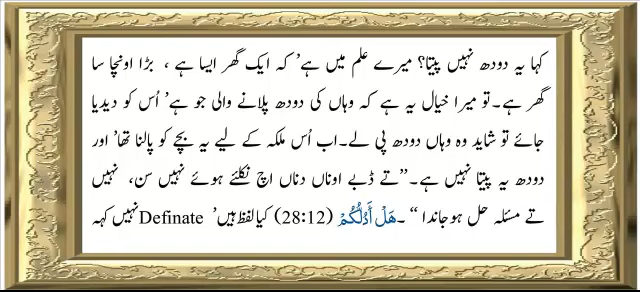 کہا یہ دودھ نہیں پیتا؟ میرے علم میں ہے’ کہ ایک گھر ایسا ہے ، بڑا اونچا سا
گھر ہے۔تو میرا خیال یہ ہے کہ وہاں کی دودھ پلانے والی جو ہے’ اُس کو دیدیا
جائے تو شاید وہ وہاں دودھ پی لے۔اب اُس ملکہ کے لیے یہ بچے کو پالنا تھا’ اور
دودھ یہ پیتا نہیں ہے۔”تے ڈبے اوناں دناں اچ نکلئے ہوئے نہیں سن، نہیں
تے مسئلہ حل ہوجاندا “ ۔هَلْ أَدُلُّكُمْ (28:12) کیا لفظ ہیں’ Definate نہیں کہہ